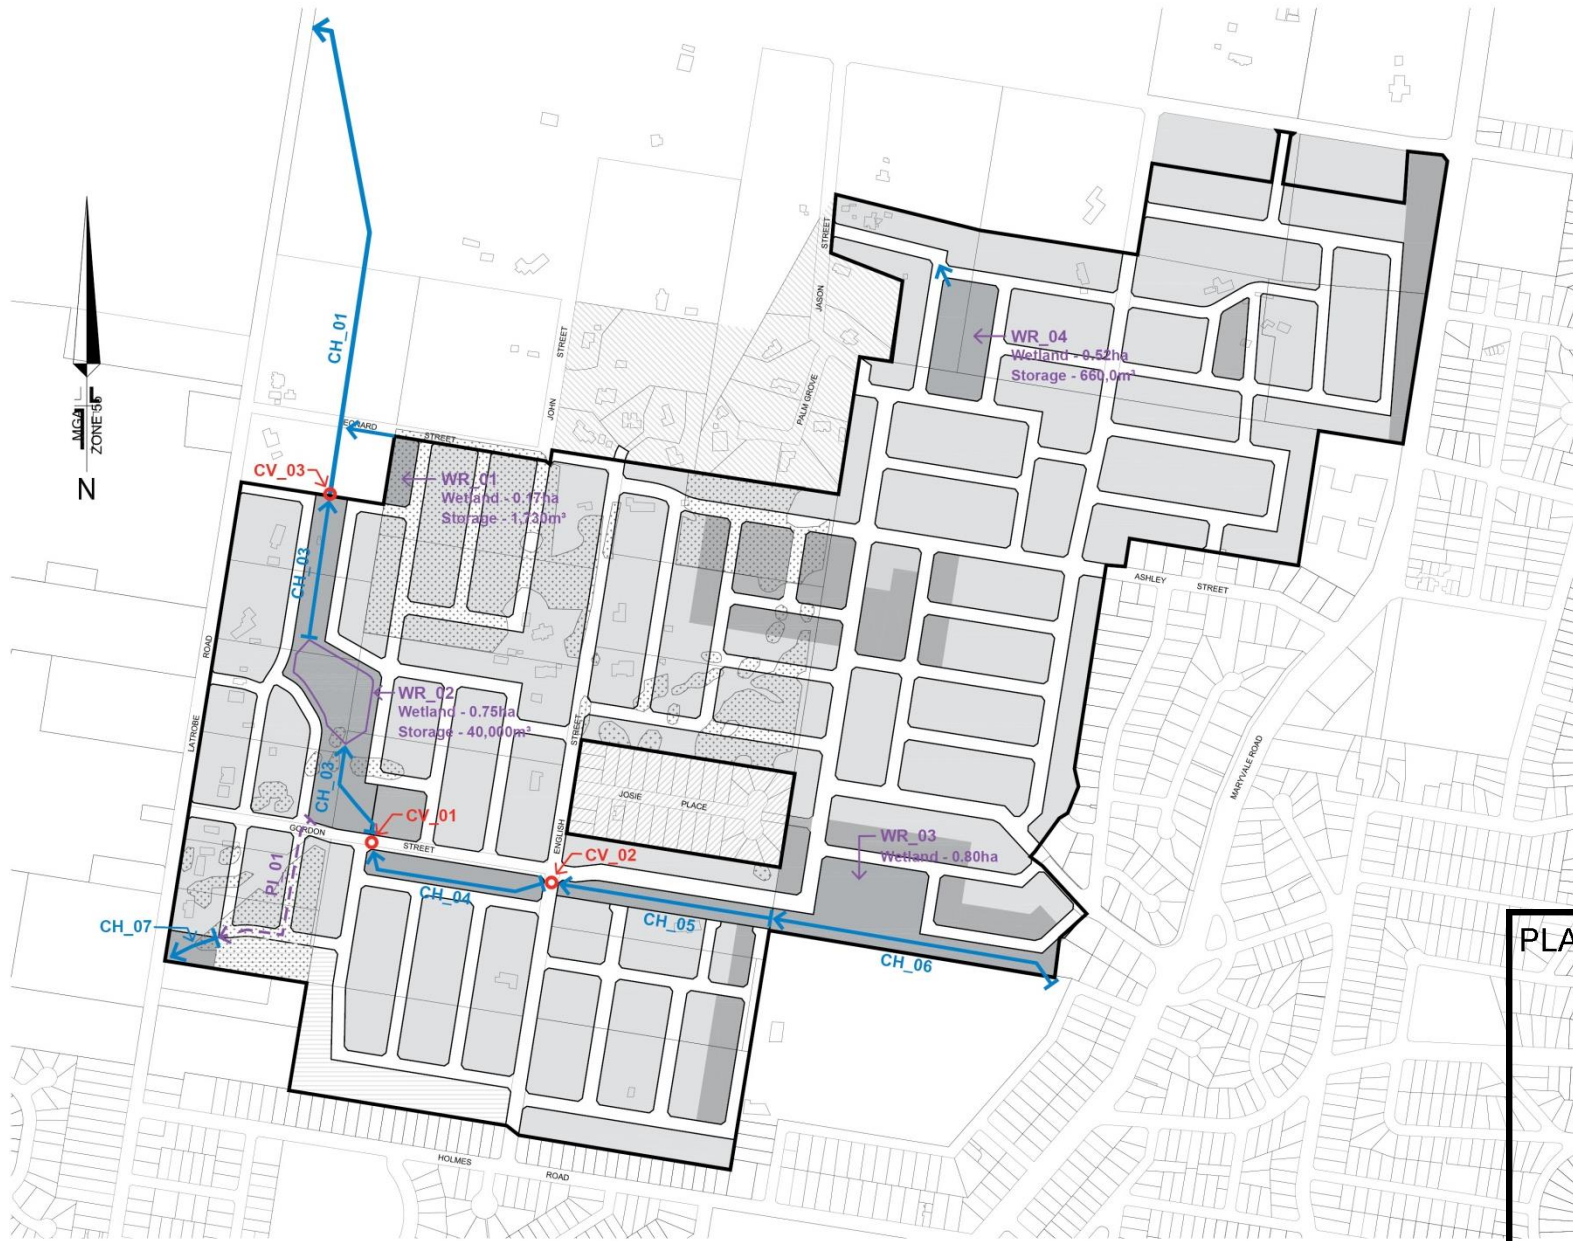 CH_01
STREET
JASON
WR_04
Wetland - 0.52ha
Storage - 660.0m³
MGA
ZONE 55
N
STREET
JOHN
PALM GROVE
STREET
CV_03
WR_01
Wetland - 0.17ha
Storage - 1,730m³
CH_03
ASHLEY STREET
ROAD
LATROBE
WR_02
Wetland - 0.75ha
Storage - 40,000m³
STREET
ENGLISH
JOSIE PLACE
MARYVALE ROAD
CH_03
CV_01
GORDON STREET
WR_03
Wetland - 0.80ha
CV_02
PI_01
CH_04
CH_05
CH_07
CH_06
PLA
HOLMES ROAD